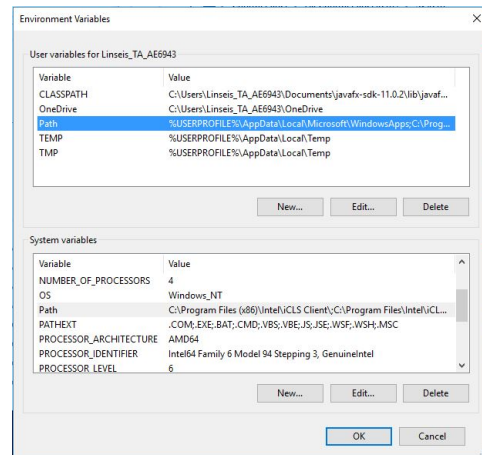 Environment Variables
User variables for Linseis_TA_AE6943
Variable Value
CLASSPATH C:\Users\Linseis_TA_AE6943\Documents\javafx-sdk-11.0.2\lib\javaf...
OneDrive C:\Users\Linseis_TA_AE6943\OneDrive
Path %USERPROFILE%\AppData\Local\Microsoft\WindowsApps;C:\Prog...
TEMP %USERPROFILE%\AppData\Local\Temp
TMP %USERPROFILE%\AppData\Local\Temp
New... Edit... Delete
System variables
Variable Value
NUMBER_OF_PROCESSORS 4
OS Windows_NT
Path C:\Program Files (x86)\Intel\iCLS Client\;C:\Program Files\Intel\iCL...
PATHEXT .COM;.EXE;.BAT;.CMD;.VBS;.VBE;.JS;.JSE;.WSF;.WSH;.MSC
PROCESSOR_ARCHITECTURE AMD64
PROCESSOR_IDENTIFIER Intel64 Family 6 Model 94 Stepping 3, GenuineIntel
PROCESSOR_LEVEL 6
New... Edit... Delete
OK Cancel